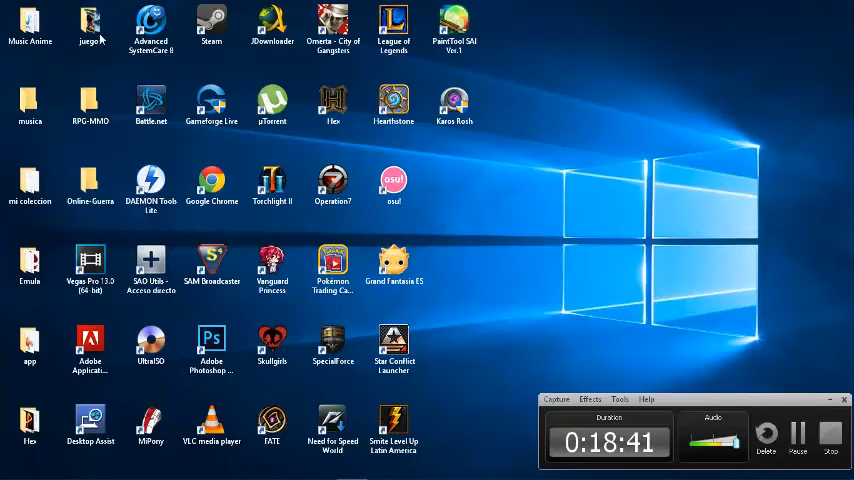 Music Anime
juego
Advanced
SystemCare 8
Steam
JDownloader
Omerta - City of
Gangsters
League of
Legends
PaintTool SAI
Ver.1
musica
RPG-MMO
Battle.net
Gameforge Live
µTorrent
Hex
Hearthstone
Karos Rosh
mi coleccion
Online-Guerra
DAEMON Tools
Lite
Google Chrome
Torchlight II
Operation7
osu!
osu!
Emula
Vegas Pro 13.0
(64-bit)
SAO Utils -
Acceso directo
SAM Broadcaster
Vanguard
Princess
Pokémon
Trading Ca...
Grand Fantasia ES
app
Adobe
Applicati...
UltraISO
Ps
Adobe
Photoshop ...
Skullgirls
SpecialForce
Star Conflict
Launcher
Hex
Desktop Assist
MiPony
VLC media player
FATE
Need for Speed
World
Smite Level Up
Latin America
Capture Effects Tools Help
Duration
0:18:41
Audio
Delete
Pause
Stop